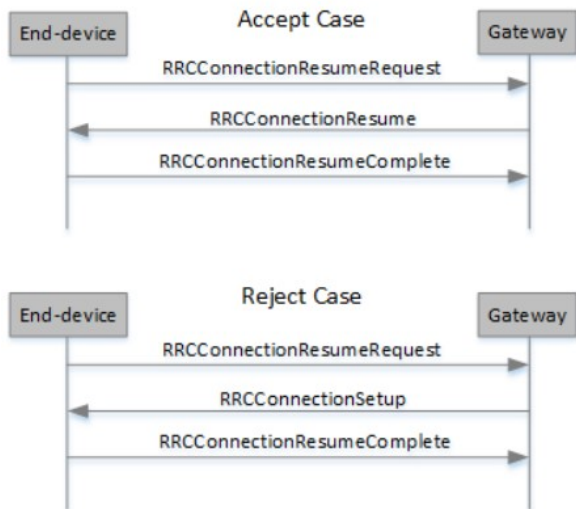 Accept Case
End-device
Gateway
RRCConnectionResumeRequest
RRCConnectionResume
RRCConnectionResumeComplete
Reject Case
End-device
Gateway
RRCConnectionResumeRequest
RRCConnectionSetup
RRCConnectionResumeComplete